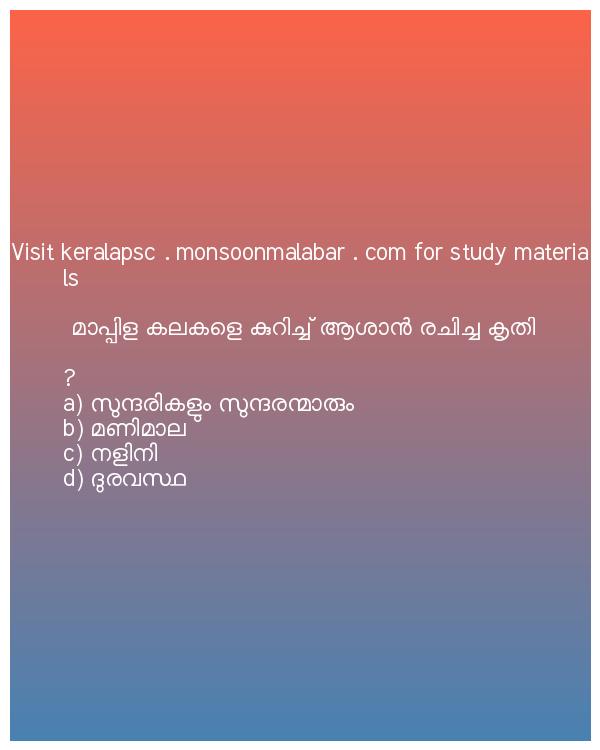 Visit keralapsc . monsoonmalabar . com for study materia
ls
മാപ്പിള കലകളെ കുറിച്ച് ആശാൻ രചിച്ച കൃതി
?
a) സുന്ദരികളും സുന്ദരന്മാരും
b) മണിമാല
c) നളിനി
d) ദുരവസ്ഥ